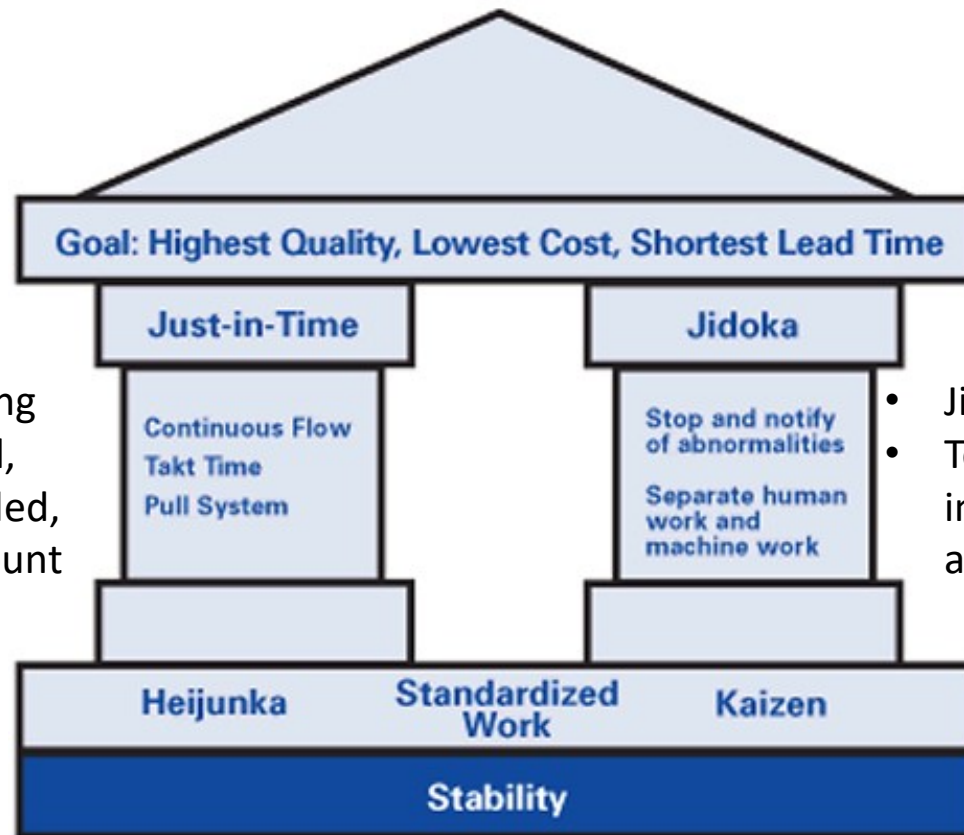 Goal: Highest Quality, Lowest Cost, Shortest Lead Time
Just-in-Time
Continuous Flow
Takt Time
Pull System
Jidoka
Stop and notify
of abnormalities
Separate human
work and
machine work
Heijunka
Standardized
Work
Kaizen
Stability